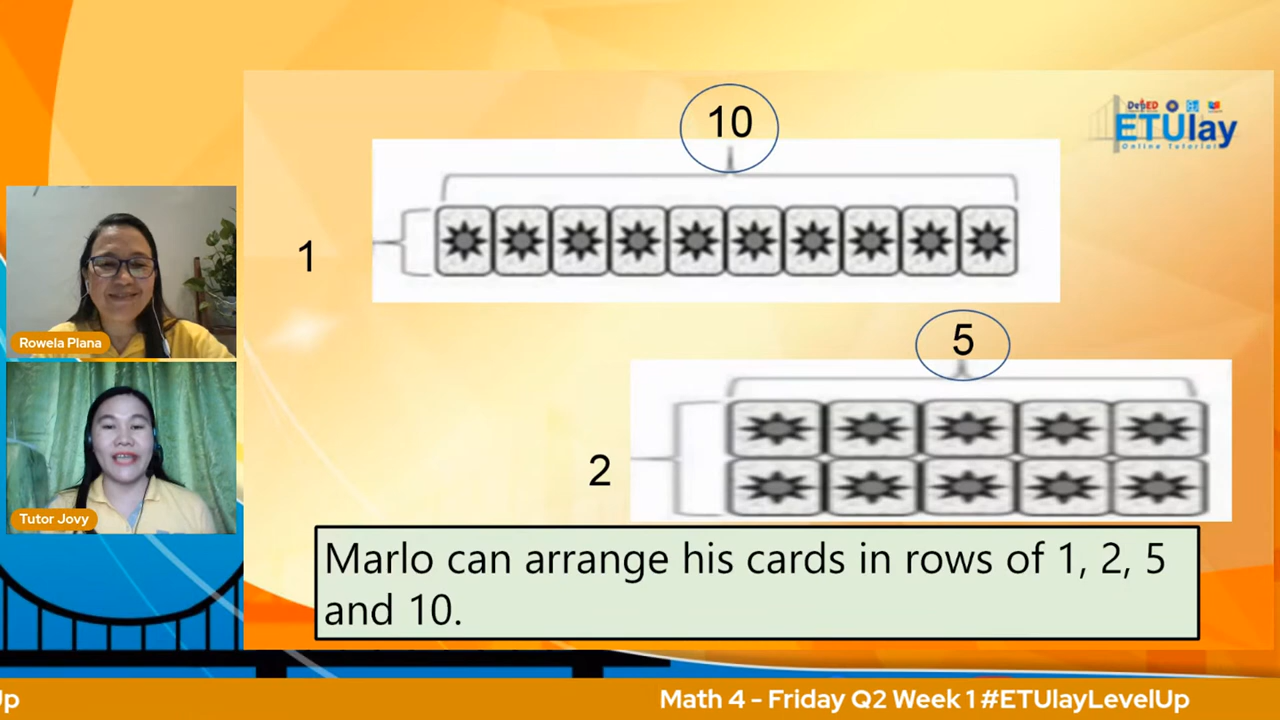 10
DepED
ETUlay
Online Tutorial
1
5
Rowela Plana
2
Tutor Jovy
Marlo can arrange his cards in rows of 1, 2, 5
and 10.
Up
Math 4 - Friday Q2 Week 1 #ETUlayLevelUp